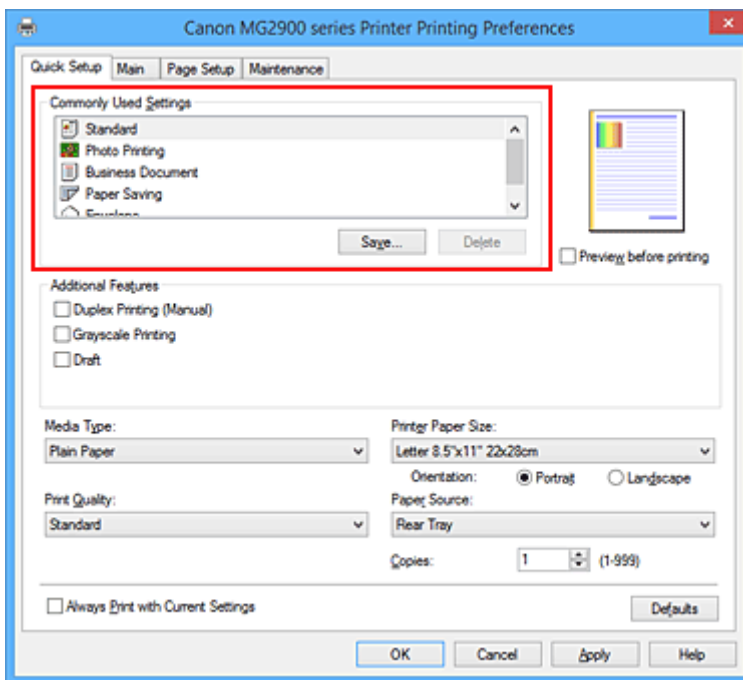 Canon MG2900 series Printer Printing Preferences
Quick Setup Main Page Setup Maintenance
Commonly Used Settings
Standard
Photo Printing
Business Document
Paper Saving
Envelope
Save... Delete
Preview before printing
Additional Features
Duplex Printing (Manual)
Grayscale Printing
Draft
Media Type:
Plain Paper
Printer Paper Size:
Letter 8.5"x11" 22x28cm
Orientation: Portrait Landscape
Print Quality:
Standard
Paper Source:
Rear Tray
Copies: 1 (1-999)
Always Print with Current Settings
Defaults
OK Cancel Apply Help